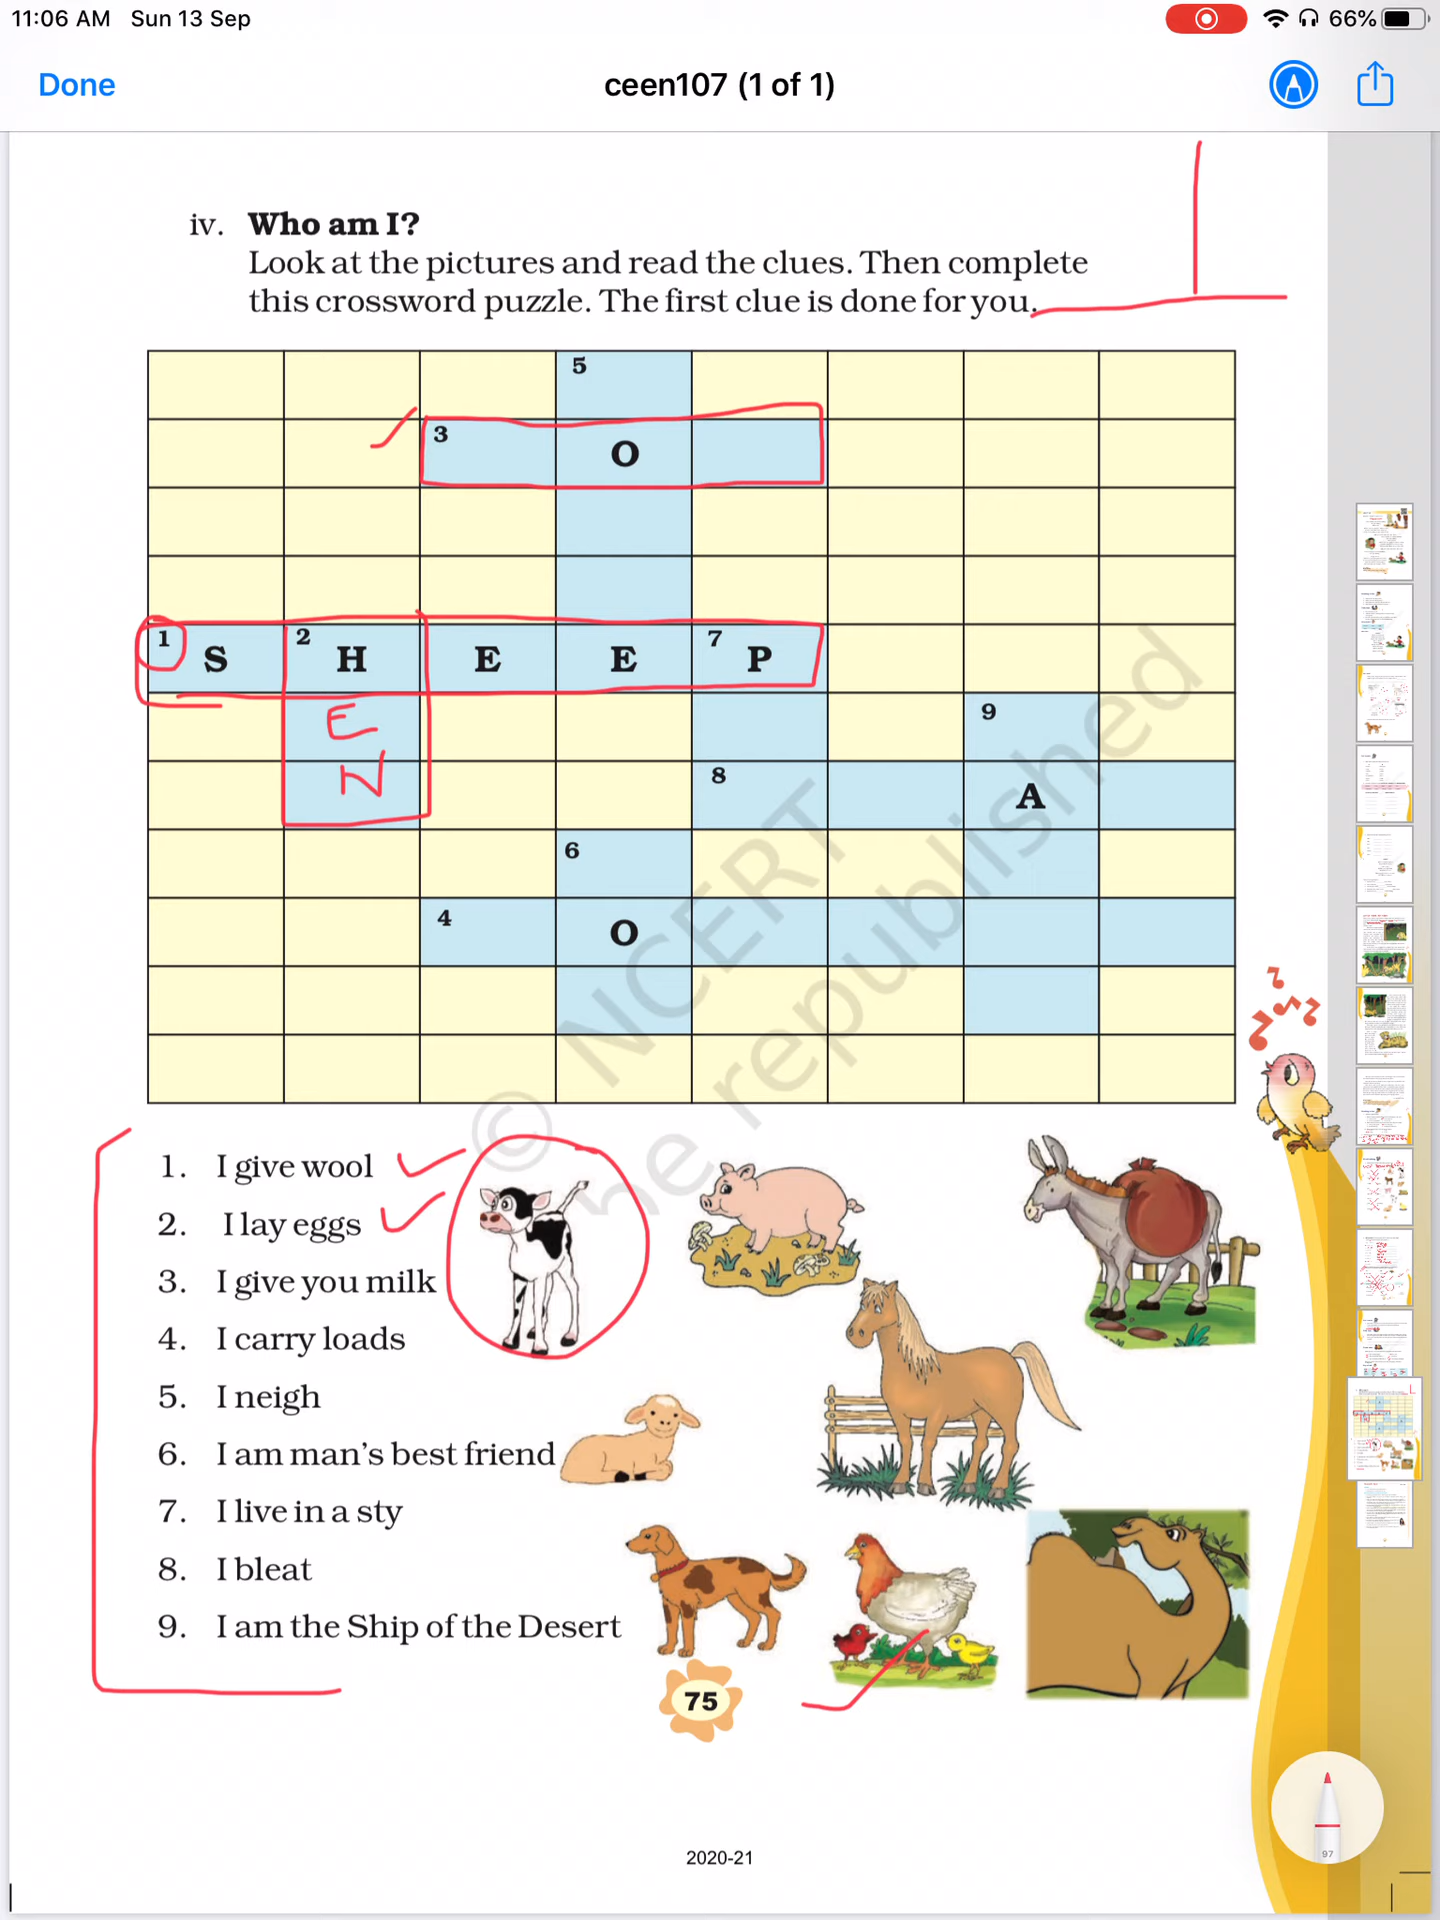 11:06 AM Sun 13 Sep 66%
Done ceen107 (1 of 1)
iv. Who am I?
Look at the pictures and read the clues. Then complete
this crossword puzzle. The first clue is done for you.
5
3 O
1 S 2 H E E 7 P
E 9
N 8 A
6
4 O
© NCERT
be republished
1. I give wool
2. I lay eggs
3. I give you milk
4. I carry loads
5. I neigh
6. I am man's best friend
7. I live in a sty
8. I bleat
9. I am the Ship of the Desert
75
97
2020-21